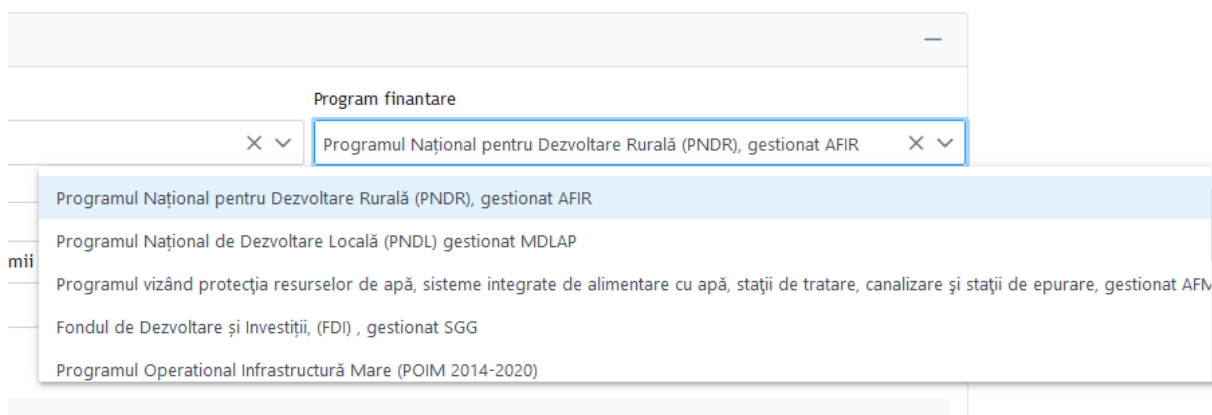 Program finantare
Programul Național pentru Dezvoltare Rurală (PNDR), gestionat AFIR
Programul Național pentru Dezvoltare Rurală (PNDR), gestionat AFIR
Programul Național de Dezvoltare Locală (PNDL) gestionat MDLAP
mii
Programul vizând protecţia resurselor de apă, sisteme integrate de alimentare cu apă, staţii de tratare, canalizare şi staţii de epurare, gestionat AFM
Fondul de Dezvoltare și Investiții, (FDI) , gestionat SGG
Programul Operational Infrastructură Mare (POIM 2014-2020)